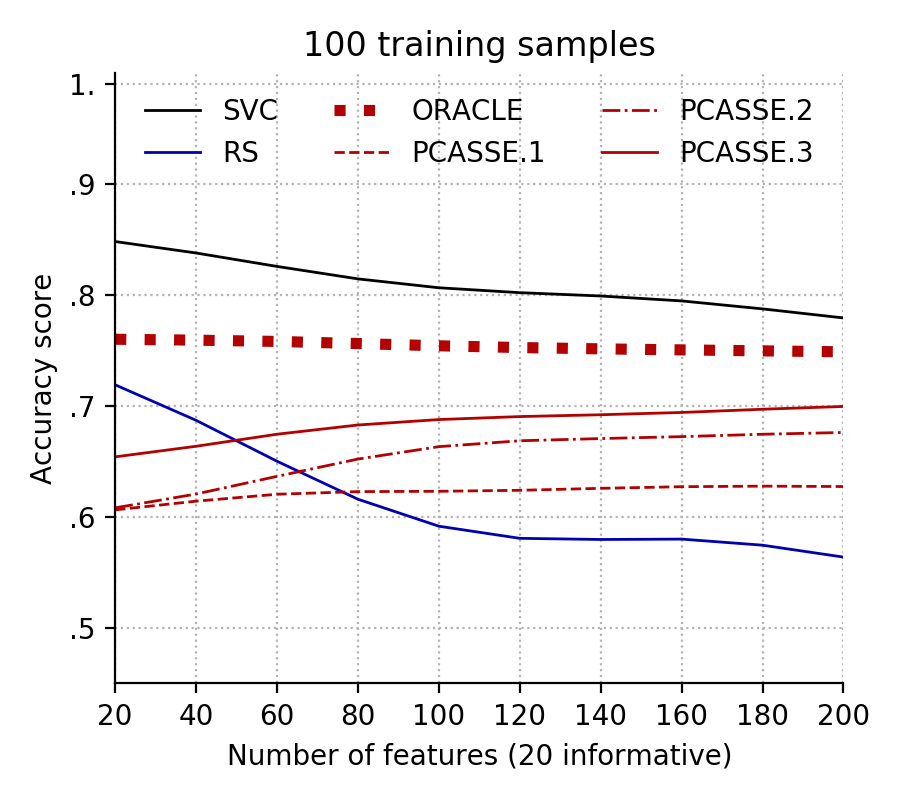 100 training samples
1.
SVC
ORACLE
PCASSE.2
RS
PCASSE.1
PCASSE.3
.9
.8
.7
.6
.5
Accuracy score
20 40 60 80 100 120 140 160 180 200
Number of features (20 informative)